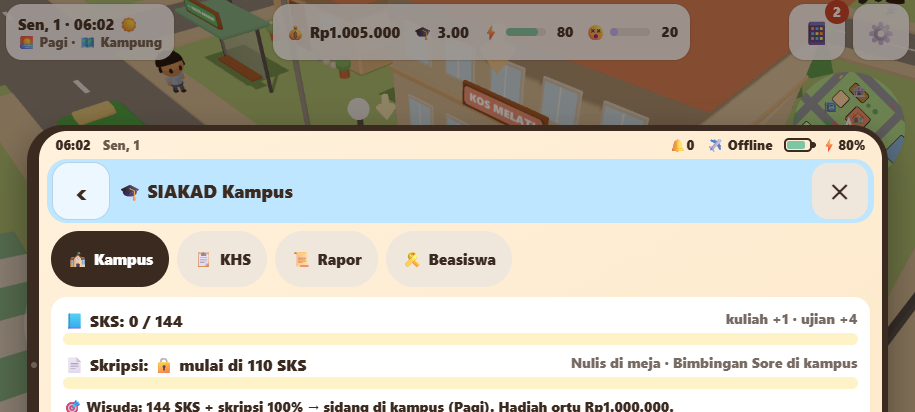 Sen, 1 · 06:02
Pagi · Kampung
Rp1.005.000 3.00 80 20
2
KOS MELATI
06:02 Sen, 1 0 Offline 80%
‹ SIAKAD Kampus ×
Kampus KHS Rapor Beasiswa
SKS: 0 / 144 kuliah +1 · ujian +4
Skripsi: mulai di 110 SKS Nulis di meja · Bimbingan Sore di kampus
Wisuda: 144 SKS + skripsi 100% → sidang di kampus (Pagi). Hadiah ortu Rp1.000.000.